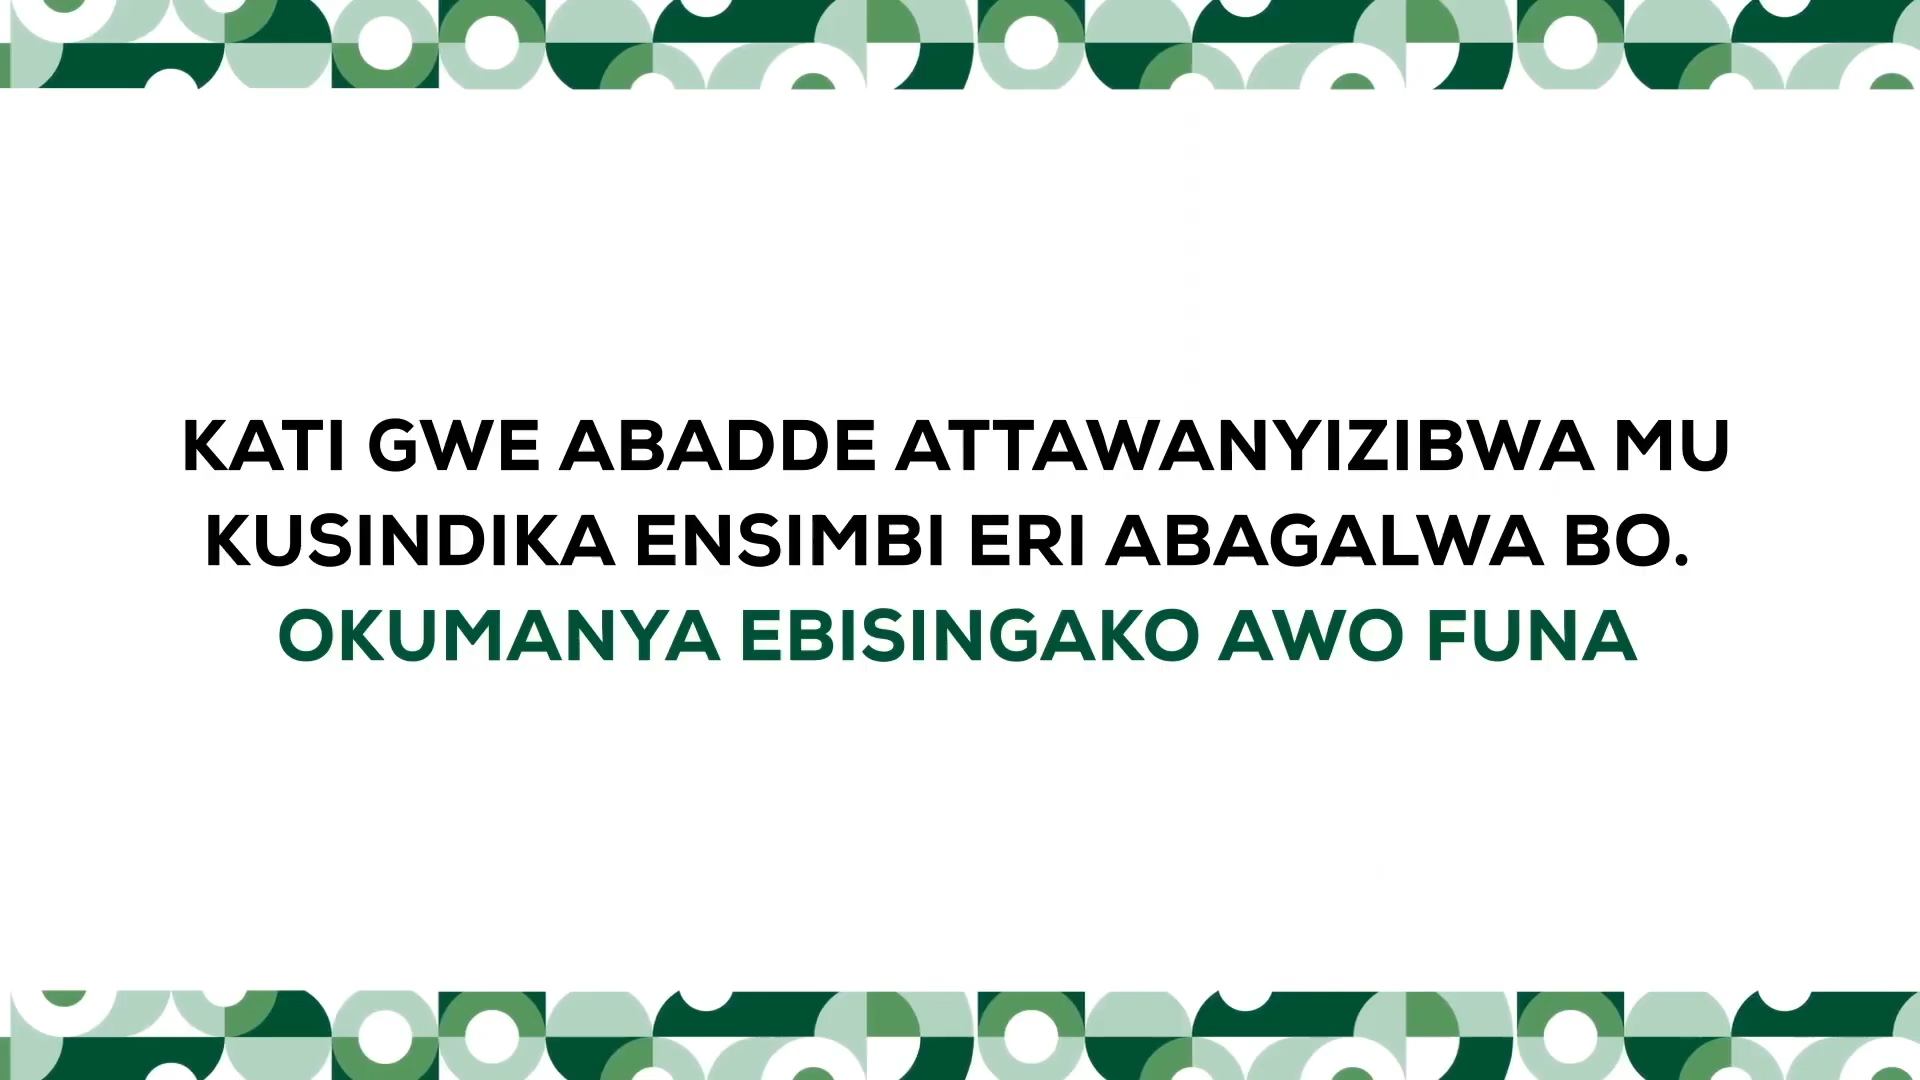 KATI GWE ABADDE ATTAWANYIZIBWA MU
KUSINDIKA ENSIMBI ERI ABAGALWA BO.
OKUMANYA EBISINGAKO AWO FUNA